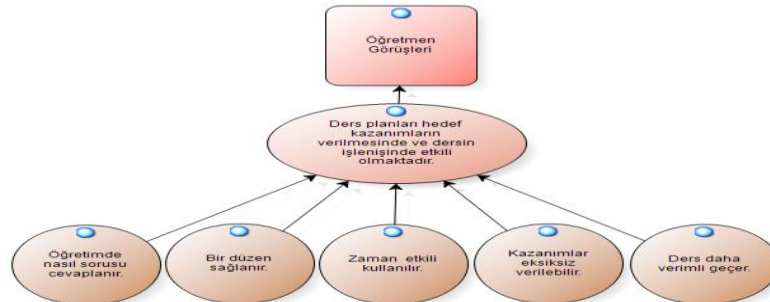 Öğretmen
Görüşleri
Ders planları hedef
kazanımların
verilmesinde ve dersin
işlenişinde etkili
olmaktadır.
Öğretimde
nasıl sorusu
cevaplanır.
Bir düzen
sağlanır.
Zaman etkili
kullanılır.
Kazanımlar
eksiksiz
verilebilir.
Ders daha
verimli geçer.